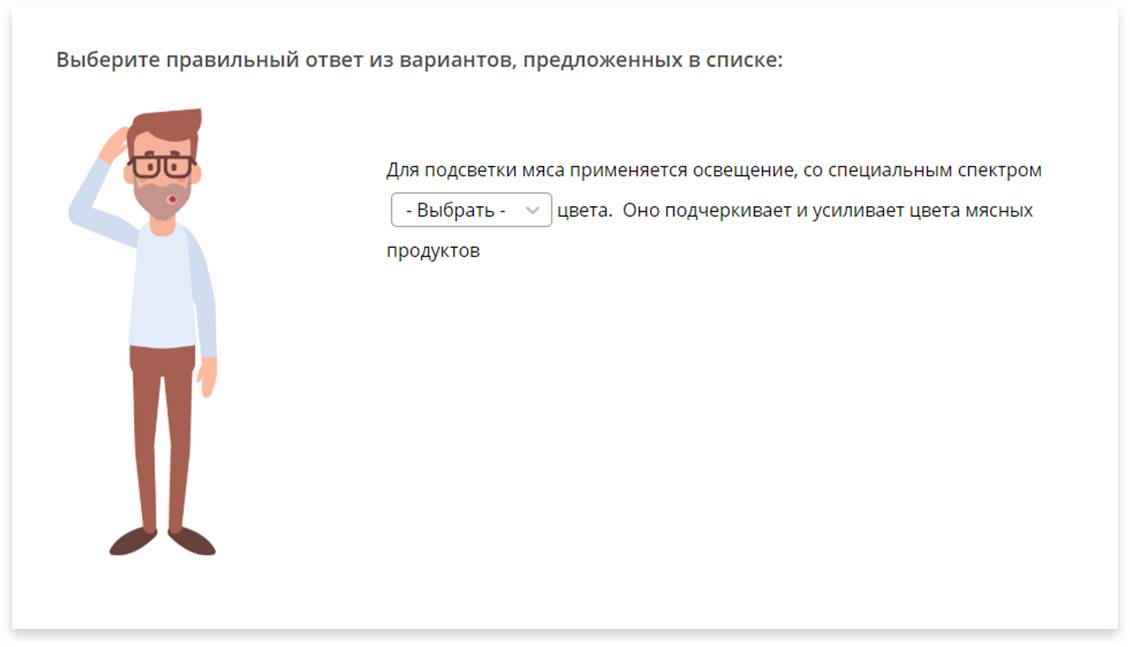 Выберите правильный ответ из вариантов, предложенных в списке:
Для подсветки мяса применяется освещение, со специальным спектром
- Выбрать - цвета. Оно подчеркивает и усиливает цвета мясных
продуктов